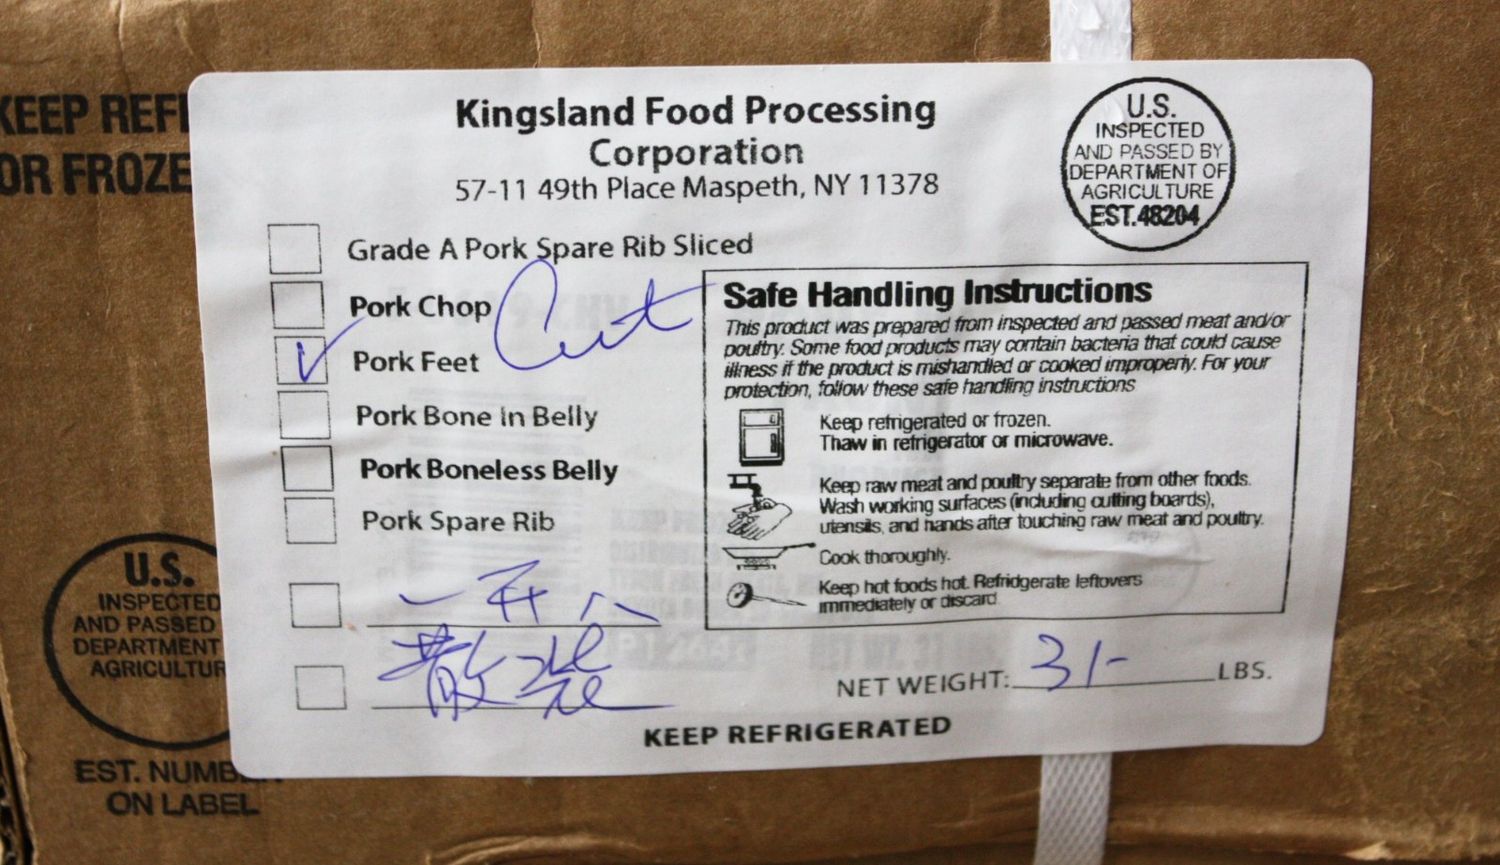 KEEP REF
OR FROZE
Kingsland Food Processing
Corporation
57-11 49th Place Maspeth, NY 11378
U.S.
INSPECTED
AND PASSED BY
DEPARTMENT OF
AGRICULTURE
EST.48204
Grade A Pork Spare Rib Sliced
Pork Chop
Cut
Pork Feet
Pork Bone In Belly
Pork Boneless Belly
Pork Spare Rib
一开八
Safe Handling Instructions
This product was prepared from inspected and passed meat and/or
poultry. Some food products may contain bacteria that could cause
illness if the product is mishandled or cooked improperly. For your
protection, follow these safe handling instructions
Keep refrigerated or frozen.
Thaw in refrigerator or microwave.
Keep raw meat and poultry separate from other foods.
Wash working surfaces (including cutting boards),
utensils, and hands after touching raw meat and poultry.
Cook thoroughly.
Keep hot foods hot. Refridgerate leftovers
immediately or discard
NET WEIGHT: 31- LBS.
KEEP REFRIGERATED
U.S.
INSPECTED
AND PASSED
DEPARTMENT
AGRICULTUR
EST. NUMBE
ON LABEL